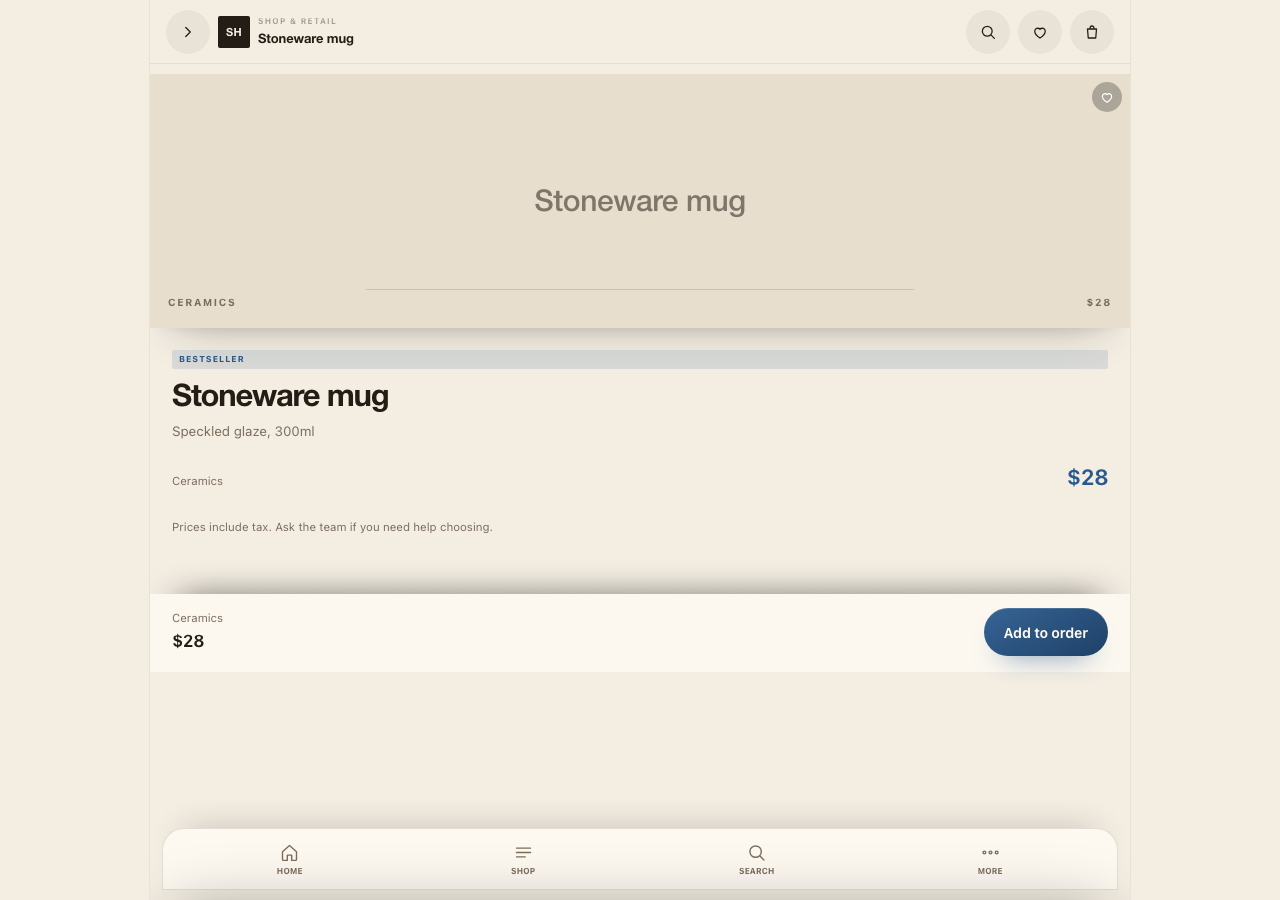 SH
SHOP & RETAIL
Stoneware mug
Stoneware mug
CERAMICS
$28
BESTSELLER
Stoneware mug
Speckled glaze, 300ml
Ceramics
$28
Prices include tax. Ask the team if you need help choosing.
Ceramics
$28
Add to order
HOME
SHOP
SEARCH
MORE